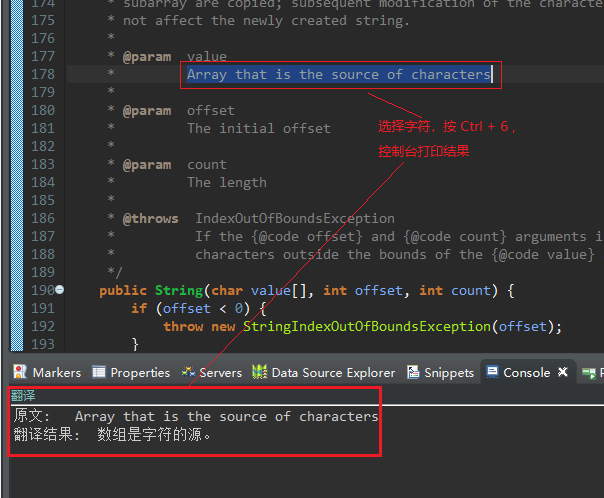 174 * subarray are copied; subsequent modification of the characte
175 * not affect the newly created string.
176 *
177 * @param value
178 * Array that is the source of characters
179 *
180 * @param offset
181 * The initial offset
182 *
183 * @param count
184 * The length
185 *
186 * @throws IndexOutOfBoundsException
187 * If the {@code offset} and {@code count} arguments i
188 * characters outside the bounds of the {@code value}
189 */
190 public String(char value[], int offset, int count) {
191 if (offset < 0) {
192 throw new StringIndexOutOfBoundsException(offset);
193 }
选择字符，按 Ctrl + 6，
控制台打印结果
Markers Properties Servers Data Source Explorer Snippets Console P
翻译
原文: Array that is the source of characters
翻译结果: 数组是字符的源。